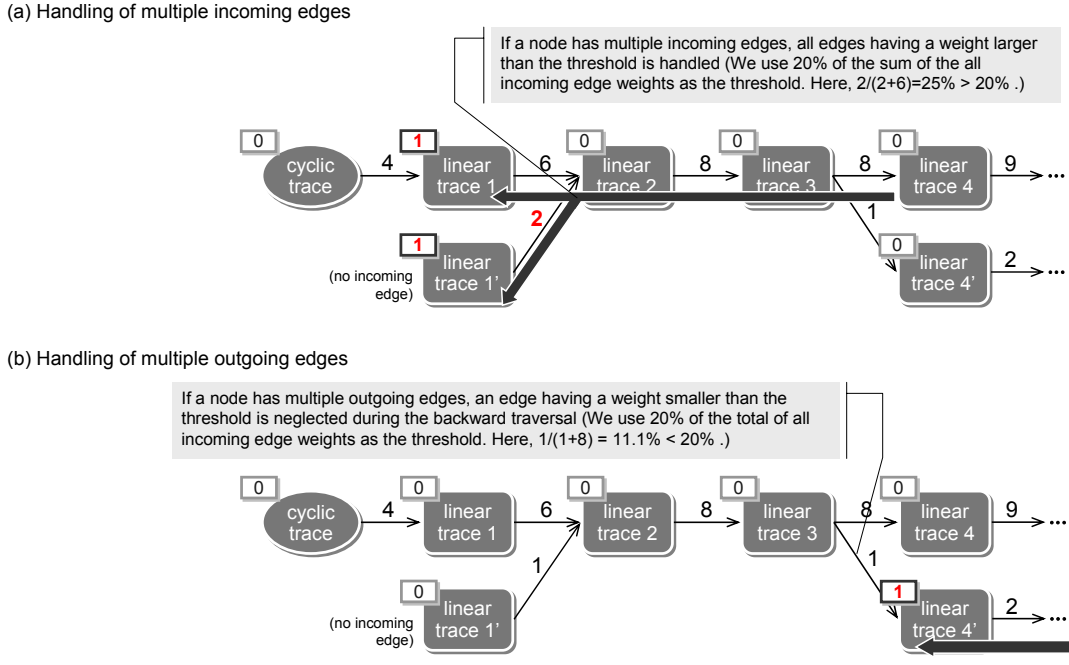 (a) Handling of multiple incoming edges
If a node has multiple incoming edges, all edges having a weight larger
than the threshold is handled (We use 20% of the sum of the all
incoming edge weights as the threshold. Here, 2/(2+6)=25% > 20% .)
0
1
0
0
0
cyclic
trace
4
linear
trace 1
6
linear
trace 2
8
linear
trace 3
8
linear
trace 4
9
...
2
1
1
0
(no incoming
edge)
linear
trace 1'
linear
trace 4'
2
...
(b) Handling of multiple outgoing edges
If a node has multiple outgoing edges, an edge having a weight smaller than the
threshold is neglected during the backward traversal (We use 20% of the total of all
incoming edge weights as the threshold. Here, 1/(1+8) = 11.1% < 20% .)
0
0
0
0
0
cyclic
trace
4
linear
trace 1
6
linear
trace 2
8
linear
trace 3
8
linear
trace 4
9
...
1
1
0
1
(no incoming
edge)
linear
trace 1'
linear
trace 4'
2
...